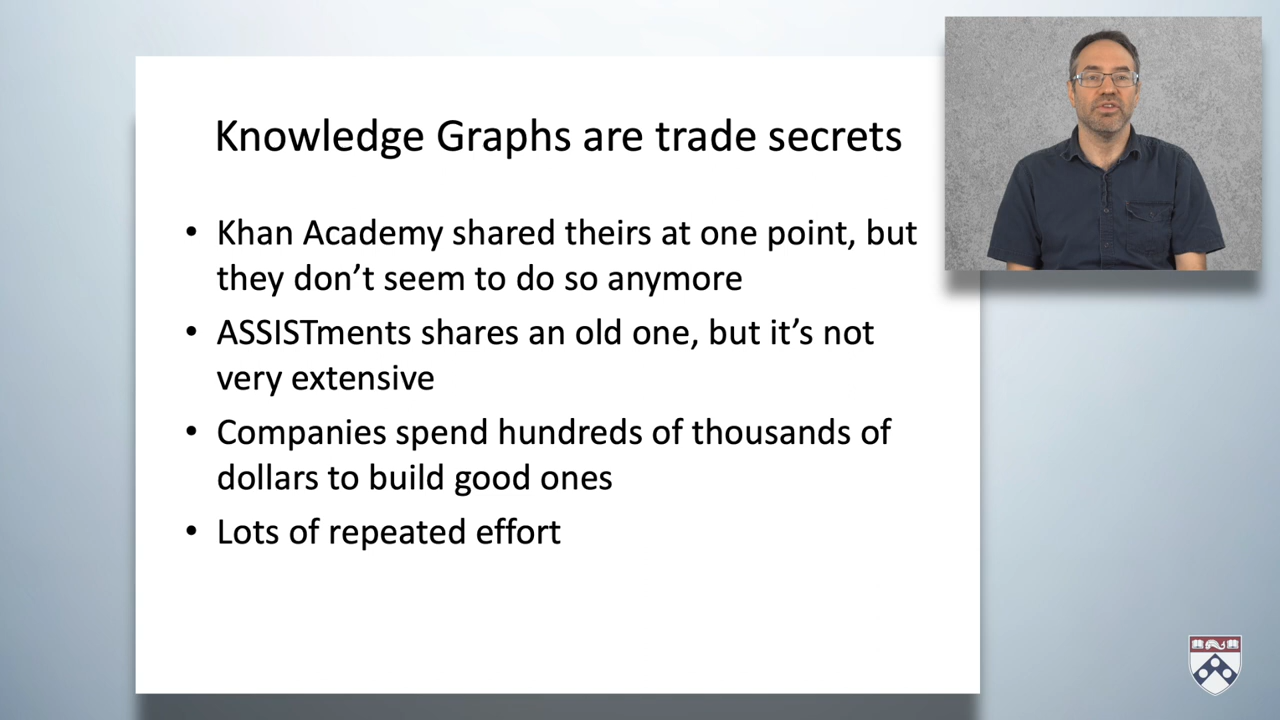 Knowledge Graphs are trade secrets
• Khan Academy shared theirs at one point, but
they don’t seem to do so anymore
• ASSISTments shares an old one, but it’s not
very extensive
• Companies spend hundreds of thousands of
dollars to build good ones
• Lots of repeated effort